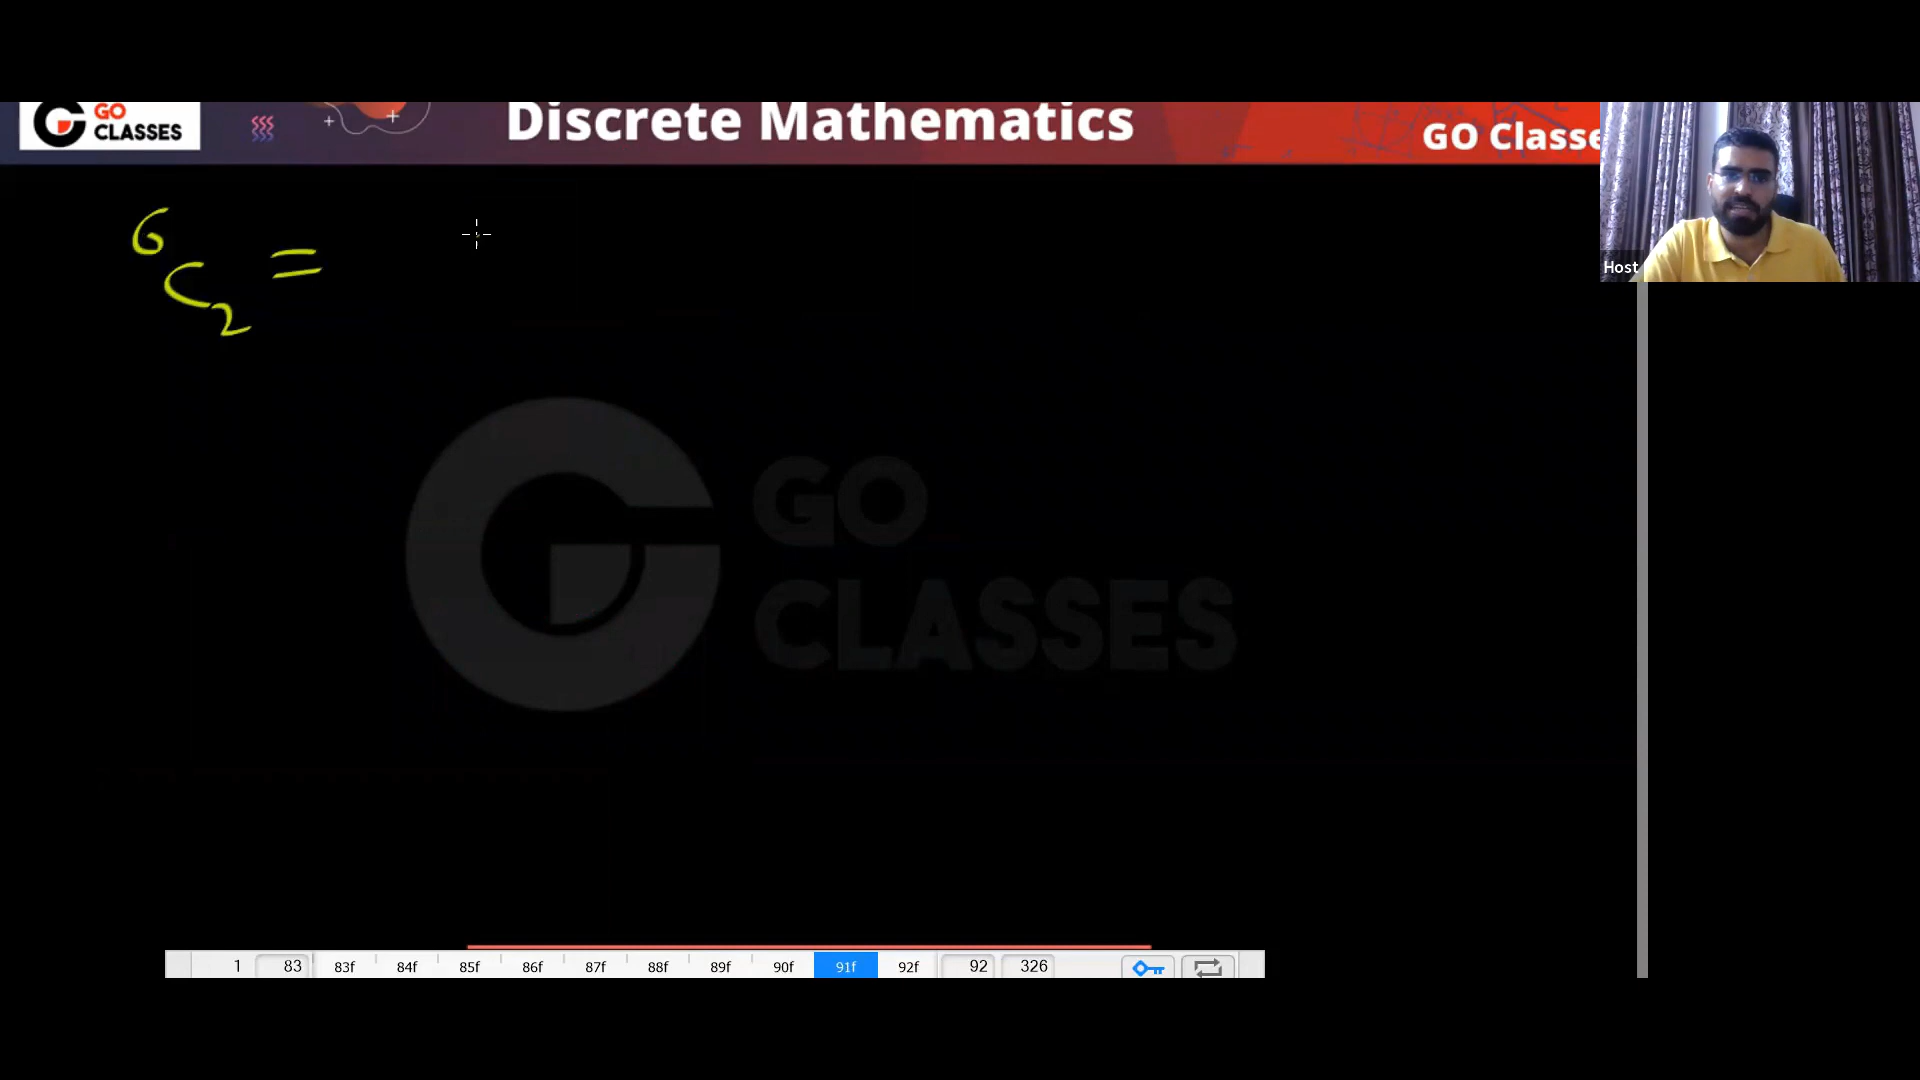 GO
CLASSES
Discrete Mathematics
GO Classe
Host
6C2 =
GO
CLASSES
1 83 83f 84f 85f 86f 87f 88f 89f 90f 91f 92f 92 326